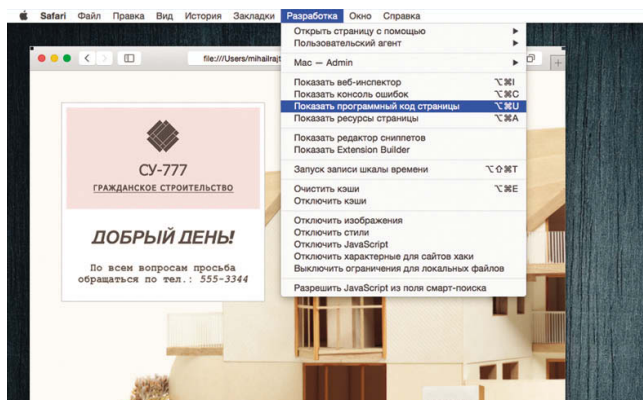 Safari Файл Правка Вид История Закладки Разработка Окно Справка
Открыть страницу с помощью
Пользовательский агент
Mac — Admin
Показать веб-инспектор ⌥⌘I
Показать консоль ошибок ⌥⌘C
Показать программный код страницы ⌥⌘U
Показать ресурсы страницы ⌥⌘A
Показать редактор сниппетов
Показать Extension Builder
Запуск записи шкалы времени ⌥⇧⌘T
Очистить кэши ⌥⌘E
Отключить кэши
Отключить изображения
Отключить стили
Отключить JavaScript
Отключить характерные для сайтов хаки
Выключить ограничения для локальных файлов
Разрешить JavaScript из поля смарт-поиска
file:///Users/mihailrajt
СУ-777
ГРАЖДАНСКОЕ СТРОИТЕЛЬСТВО
ДОБРЫЙ ДЕНЬ!
По всем вопросам просьба
обращаться по тел.: 555-3344